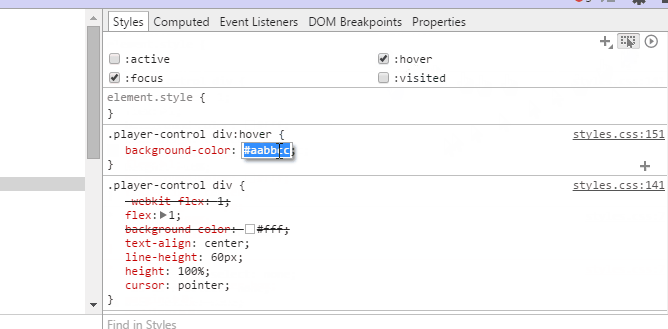 Styles Computed Event Listeners DOM Breakpoints Properties
:active :hover
:focus :visited
element.style {
}
.player-control div:hover { styles.css:151
background-color: #aabbcc;
}
.player-control div { styles.css:141
-webkit-flex: 1;
flex: 1;
background-color: #fff;
text-align: center;
line-height: 60px;
height: 100%;
cursor: pointer;
}
Find in Styles